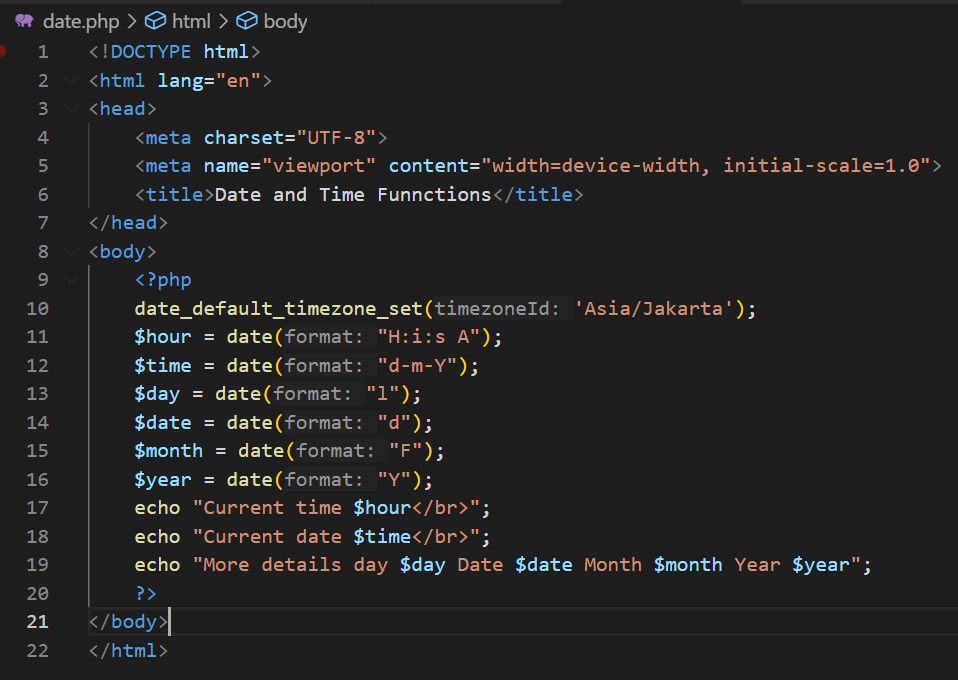 date.php > html > body
1 <!DOCTYPE html>
2 <html lang="en">
3 <head>
4     <meta charset="UTF-8">
5     <meta name="viewport" content="width=device-width, initial-scale=1.0">
6     <title>Date and Time Funnctions</title>
7 </head>
8 <body>
9     <?php
10     date_default_timezone_set(timezoneId: 'Asia/Jakarta');
11     $hour = date(format: "H:i:s A");
12     $time = date(format: "d-m-Y");
13     $day = date(format: "l");
14     $date = date(format: "d");
15     $month = date(format: "F");
16     $year = date(format: "Y");
17     echo "Current time $hour</br>";
18     echo "Current date $time</br>";
19     echo "More details day $day Date $date Month $month Year $year";
20     ?>
21 </body>
22 </html>